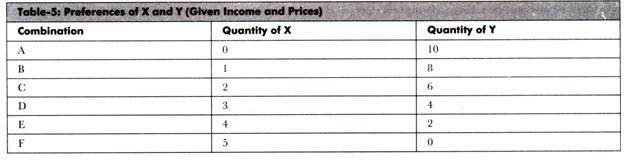 Table-5: Preferences of X and Y (Given Income and Prices)
Combination Quantity of X Quantity of Y
A 0 10
B 1 8
C 2 6
D 3 4
E 4 2
F 5 0